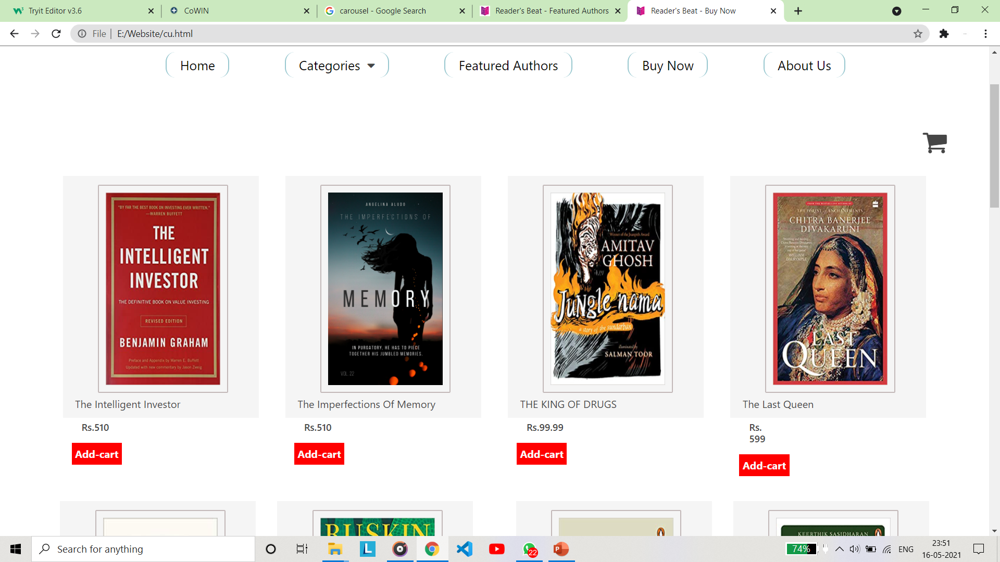 Tryit Editor v3.6
CoWIN
carousel - Google Search
Reader's Beat - Featured Authors
Reader's Beat - Buy Now
File | E:/Website/cu.html
Home
Categories
Featured Authors
Buy Now
About Us
"BY FAR THE BEST BOOK ON INVESTING EVER WRITTEN."
—WARREN BUFFETT
THE
INTELLIGENT
INVESTOR
THE DEFINITIVE BOOK ON VALUE INVESTING
REVISED EDITION
BENJAMIN GRAHAM
Preface and Appendix by Warren E. Buffett
Updated with new commentary by Jason Zweig
The Intelligent Investor
Rs.510
Add-cart
ANGELINA ALUDO
THE IMPERFECTIONS OF
MEMORY
IN PURGATORY, HE HAS TO PIECE
TOGETHER HIS JUMBLED MEMORIES.
VOL. 22
The Imperfections Of Memory
Rs.510
Add-cart
Winner of the Jnanpith Award
AMITAV
GHOSH
JUNGLE nama
a story of the sundarban
illuminated by
SALMAN TOOR
THE KING OF DRUGS
Rs.99.99
Add-cart
FROM THE BESTSELLING AUTHOR OF
THE FOREST OF ENCHANTMENTS
CHITRA BANERJEE
DIVAKARUNI
WILLIAM
DALRYMPLE
THE LAST
QUEEN
The Last Queen
Rs.
599
Add-cart
RUSKIN
KEERTHIK SASIDHARAN
Search for anything
L
22
P
74%
ENG
23:51
16-05-2021